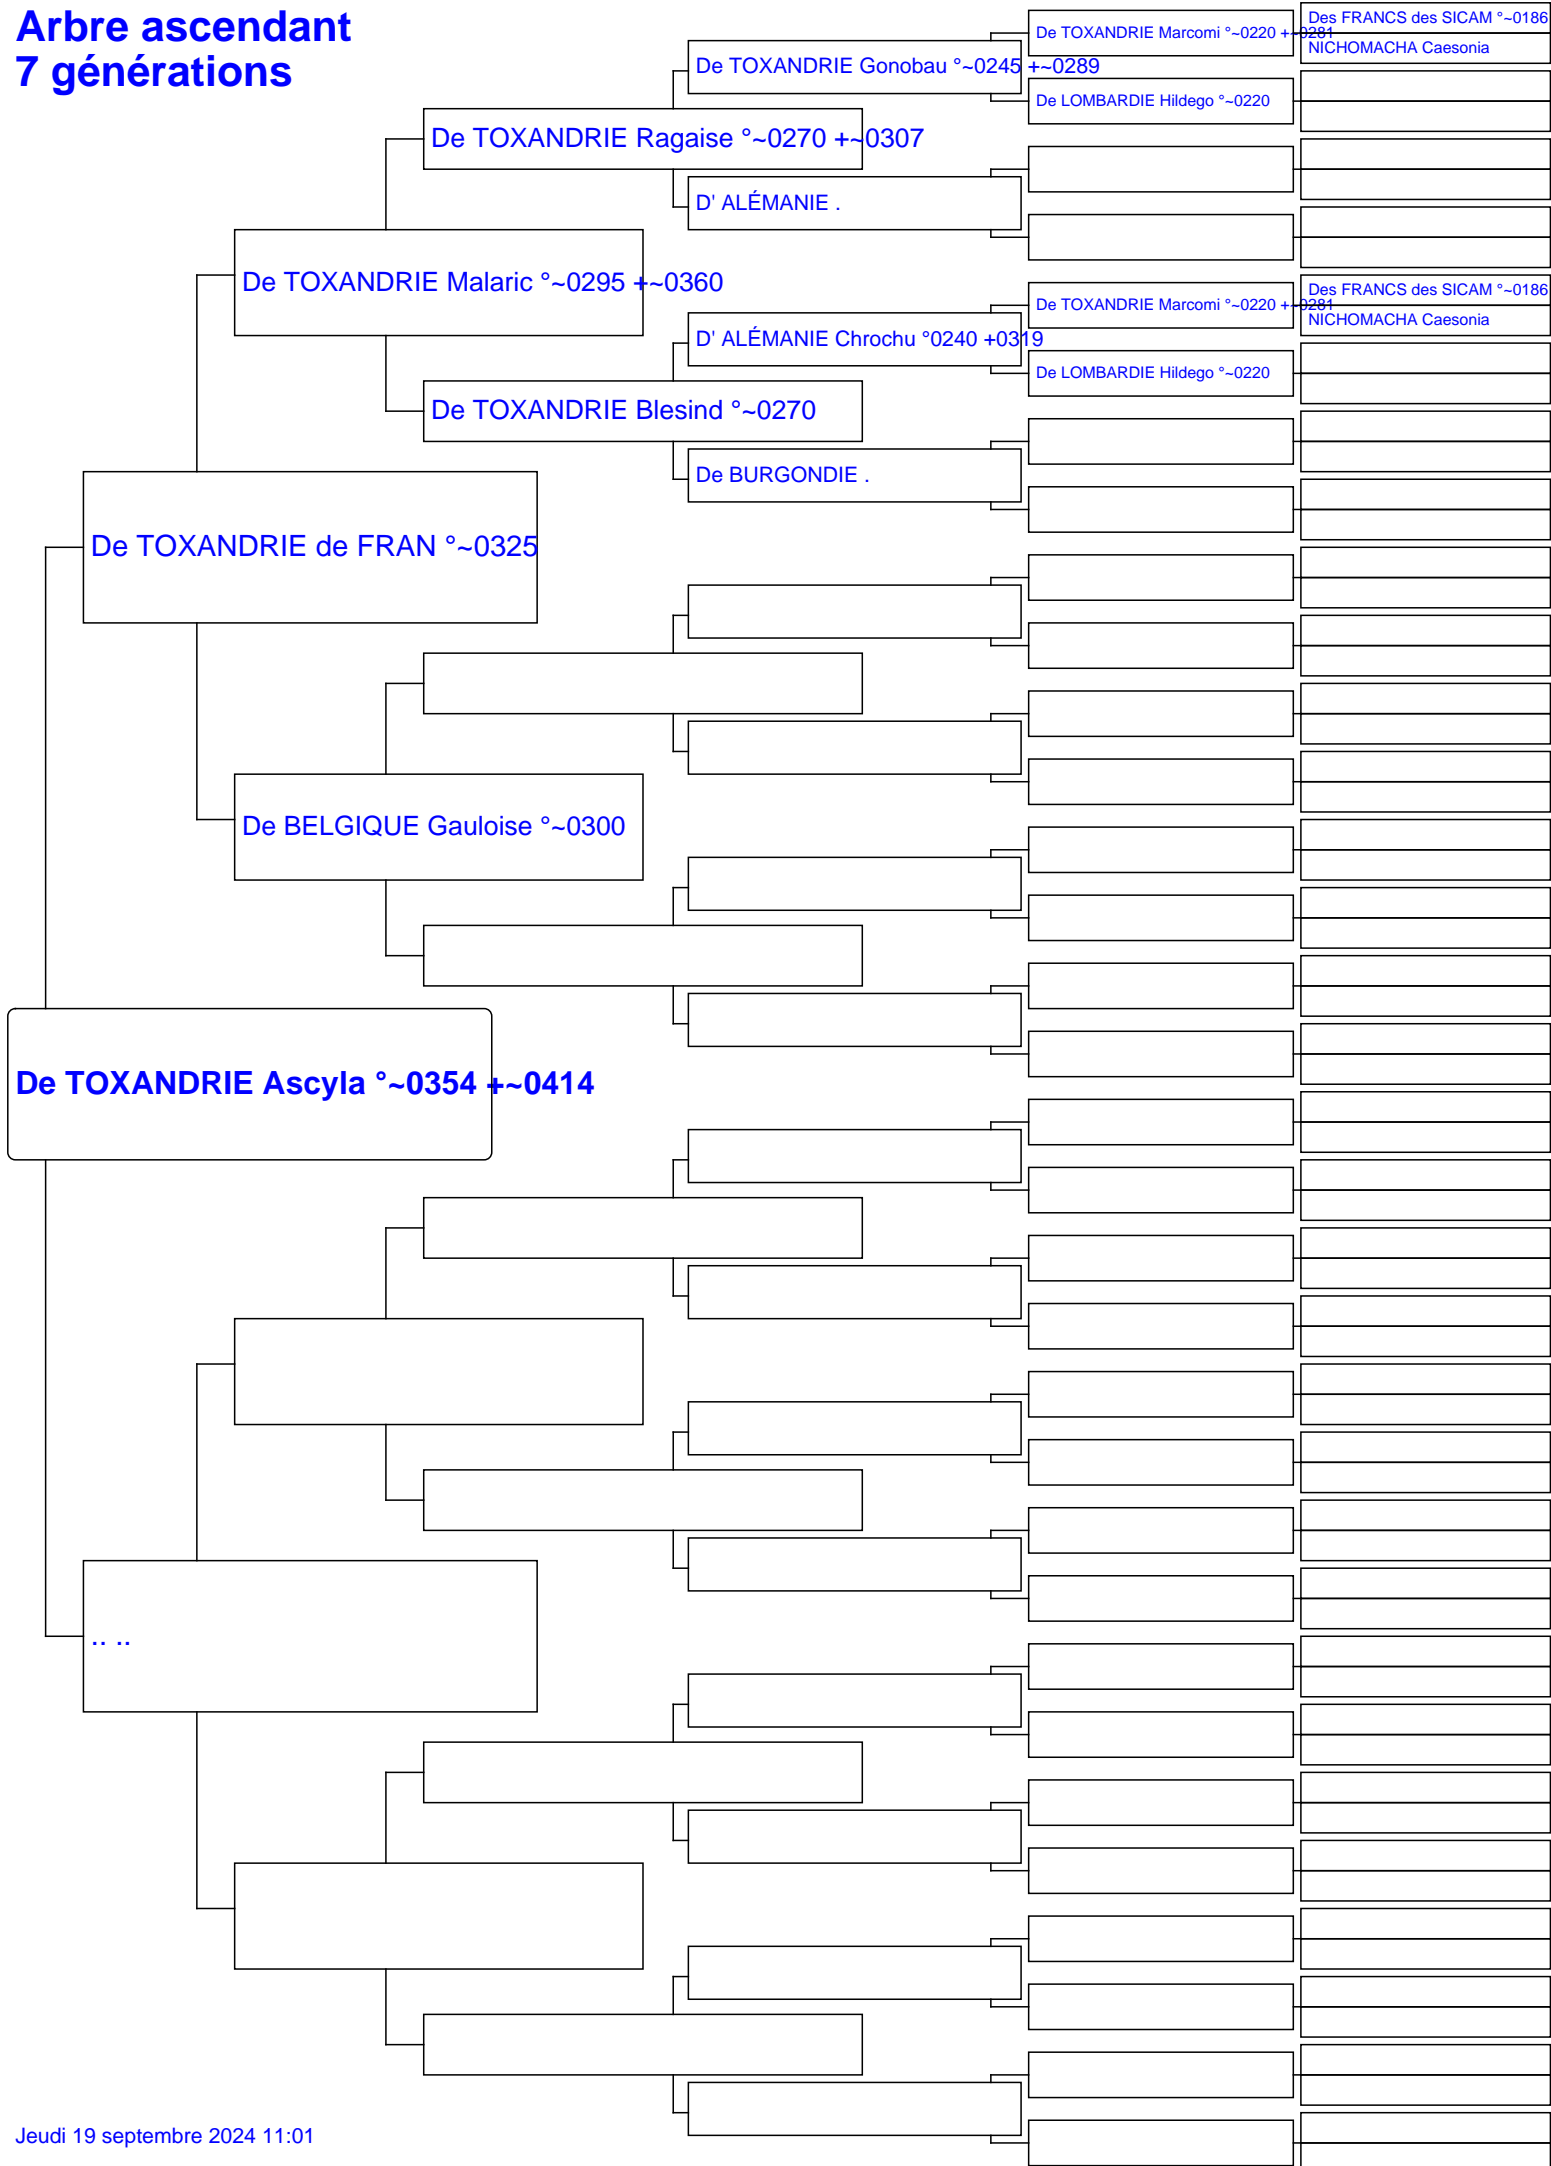 Arbre ascendant
7 générations
Des FRANCS des SICAM °~0186
De TOXANDRIE Marcomi °~0220 +~0281
NICHOMACHA Caesonia
De TOXANDRIE Gonobau °~0245 +~0289
De LOMBARDIE Hildego °~0220
De TOXANDRIE Ragaise °~0270 +~0307
D' ALÉMANIE .
De TOXANDRIE Malaric °~0295 +~0360
Des FRANCS des SICAM °~0186
De TOXANDRIE Marcomi °~0220 +~0281
NICHOMACHA Caesonia
D' ALÉMANIE Chrochu °0240 +0319
De LOMBARDIE Hildego °~0220
De TOXANDRIE Blesind °~0270
De BURGONDIE .
De TOXANDRIE de FRAN °~0325
De BELGIQUE Gauloise °~0300
De TOXANDRIE Ascyla °~0354 +~0414
.. ..
Jeudi 19 septembre 2024 11:01